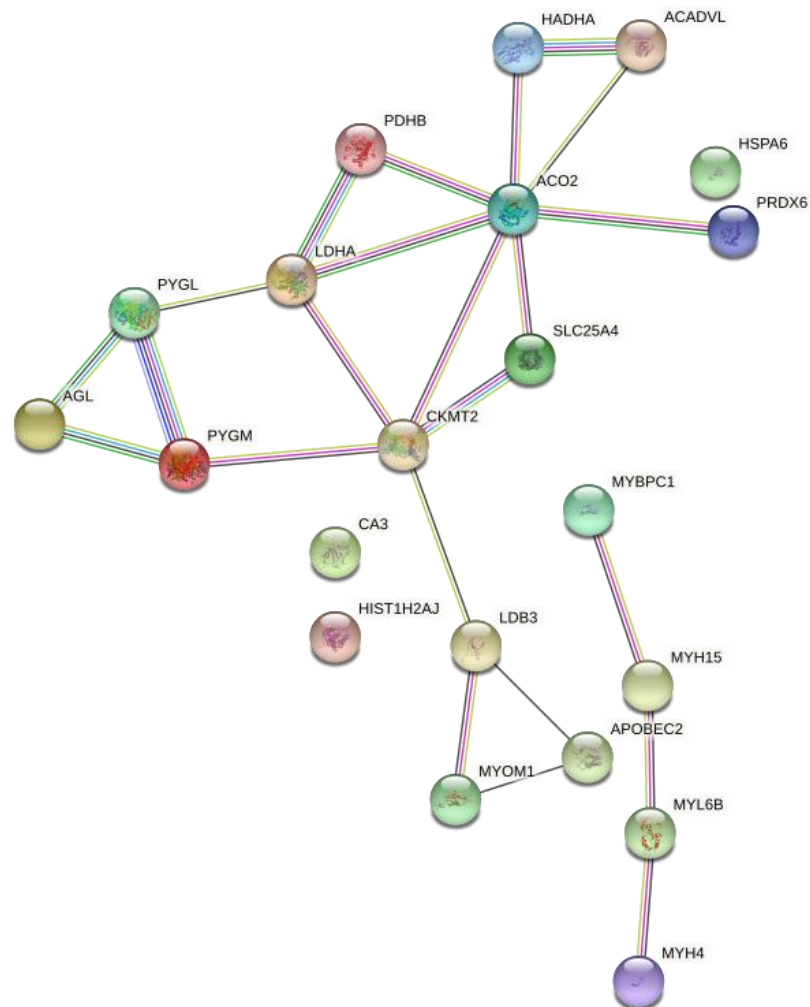 HADHA
ACADVL
PDHB
HSPA6
ACO2
PRDX6
LDHA
PYGL
SLC25A4
AGL
PYGM
CKMT2
MYBPC1
CA3
HIST1H2AJ
LDB3
MYH15
APOBEC2
MYOM1
MYL6B
MYH4